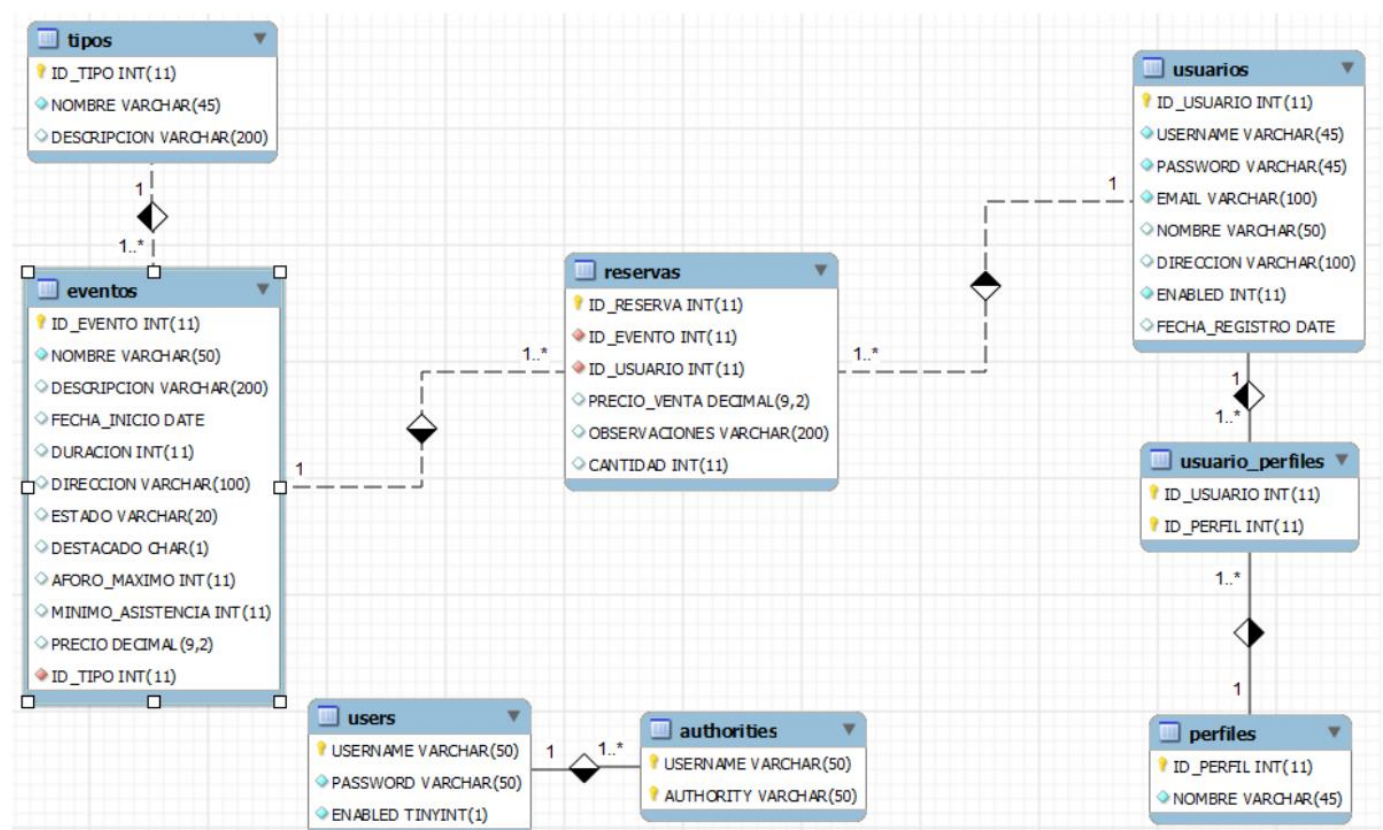 tipos
ID_TIPO INT(11)
NOMBRE VARCHAR(45)
DESCRIPCION VARCHAR(200)
1
1..*
eventos
ID_EVENTO INT(11)
NOMBRE VARCHAR(50)
DESCRIPCION VARCHAR(200)
FECHA_INICIO DATE
DURACION INT(11)
DIRECCION VARCHAR(100)
ESTADO VARCHAR(20)
DESTACADO CHAR(1)
AFORO_MAXIMO INT(11)
MINIMO_ASISTENCIA INT(11)
PRECIO DECIMAL(9,2)
ID_TIPO INT(11)
1
1..*
reservas
ID_RESERVA INT(11)
ID_EVENTO INT(11)
ID_USUARIO INT(11)
PRECIO_VENTA DECIMAL(9,2)
OBSERVACIONES VARCHAR(200)
CANTIDAD INT(11)
1..*
1
usuarios
ID_USUARIO INT(11)
USERNAME VARCHAR(45)
PASSWORD VARCHAR(45)
EMAIL VARCHAR(100)
NOMBRE VARCHAR(50)
DIRECCION VARCHAR(100)
ENABLED INT(11)
FECHA_REGISTRO DATE
1
1..*
usuario_perfiles
ID_USUARIO INT(11)
ID_PERFIL INT(11)
1..*
1
perfiles
ID_PERFIL INT(11)
NOMBRE VARCHAR(45)
users
USERNAME VARCHAR(50)
PASSWORD VARCHAR(50)
ENABLED TINYINT(1)
1
1..*
authorities
USERNAME VARCHAR(50)
AUTHORITY VARCHAR(50)